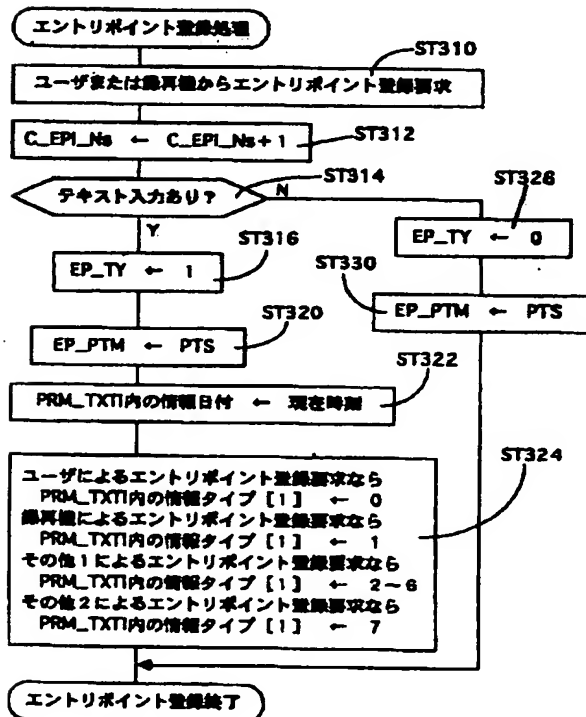 エントリポイント登録処理
ST310
ユーザまたは録再機からエントリポイント登録要求
C_EPI_Ns ← C_EPI_Ns+1
ST312
テキスト入力あり?
ST314
N
Y
ST326
EP_TY ← 0
ST316
EP_TY ← 1
ST330
EP_PTM ← PTS
ST320
EP_PTM ← PTS
ST322
PRM_TXTI内の情報日付 ← 現在時刻
ST324
ユーザによるエントリポイント登録要求なら
PRM_TXTI内の情報タイプ [1] ← 0
録再機によるエントリポイント登録要求なら
PRM_TXTI内の情報タイプ [1] ← 1
その他1によるエントリポイント登録要求なら
PRM_TXTI内の情報タイプ [1] ← 2~6
その他2によるエントリポイント登録要求なら
PRM_TXTI内の情報タイプ [1] ← 7
エントリポイント登録終了